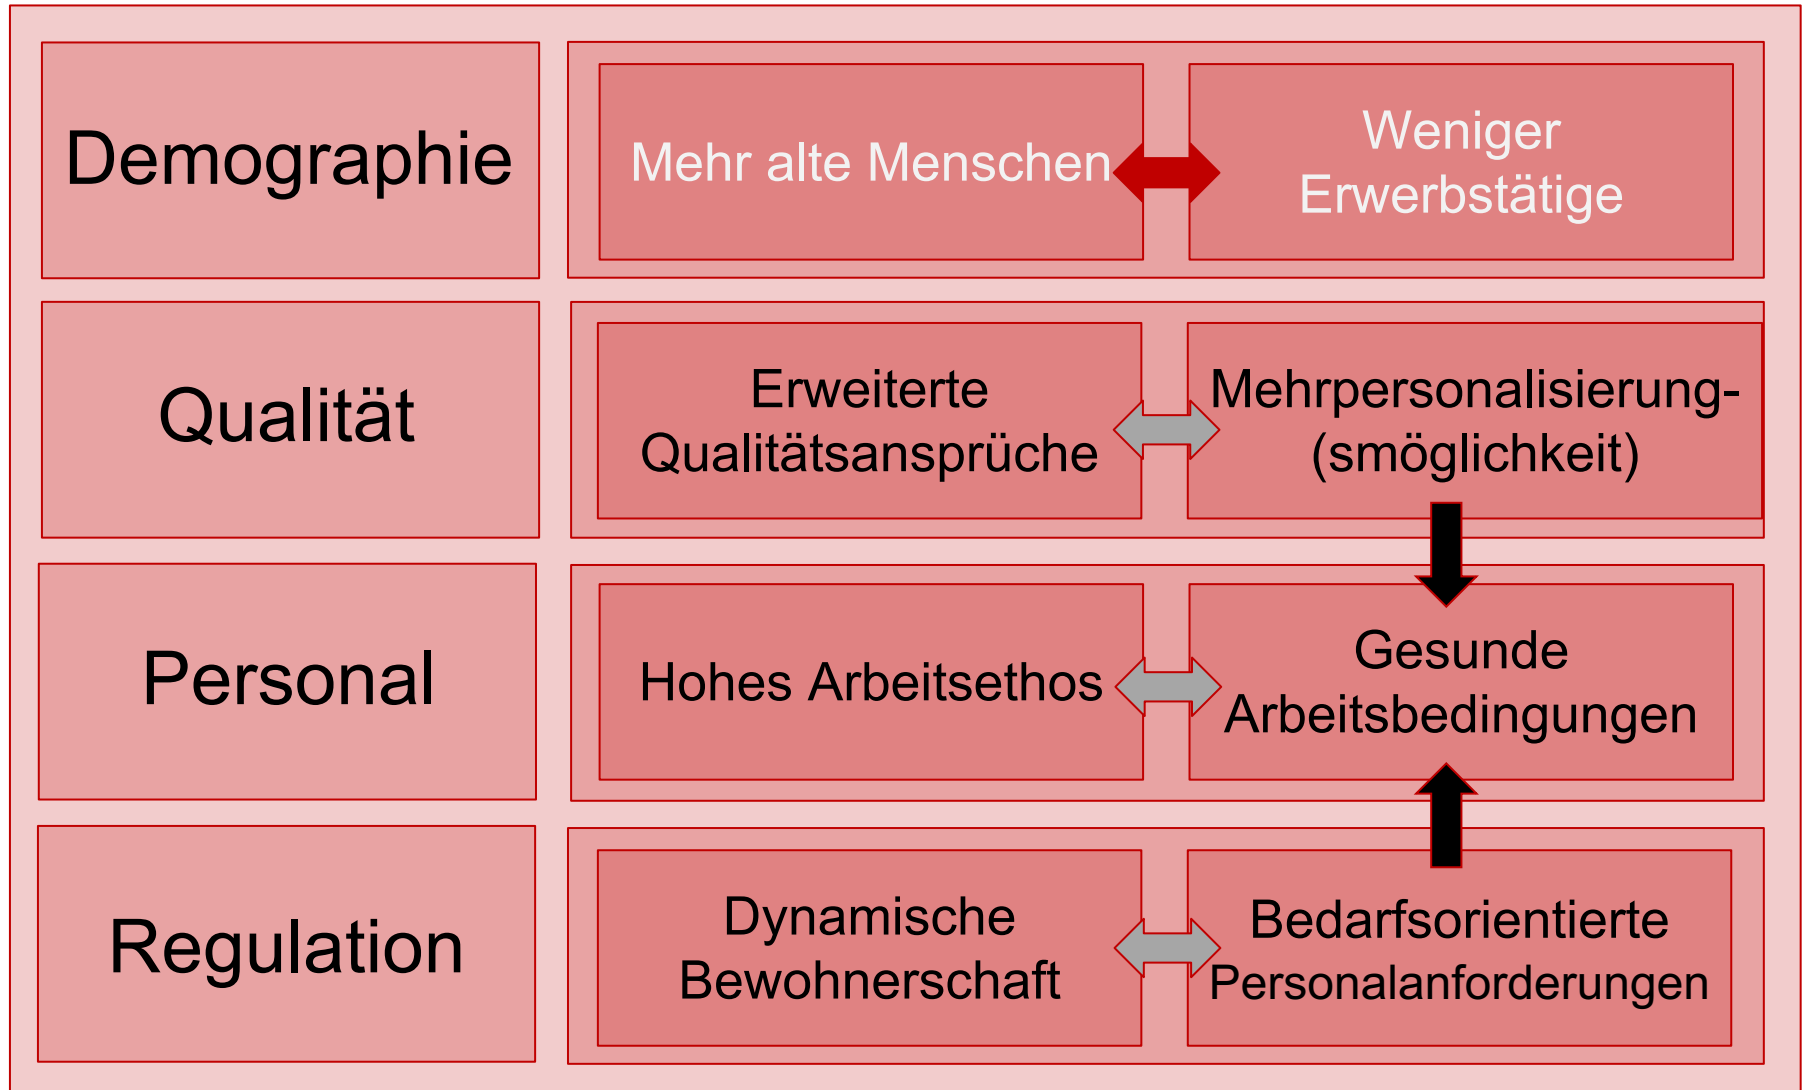 Demographie
Mehr alte Menschen
Weniger
Erwerbstätige
Qualität
Erweiterte
Qualitätsansprüche
Mehrpersonalisierung-
(smöglichkeit)
Personal
Hohes Arbeitsethos
Gesunde
Arbeitsbedingungen
Regulation
Dynamische
Bewohnerschaft
Bedarfsorientierte
Personalanforderungen